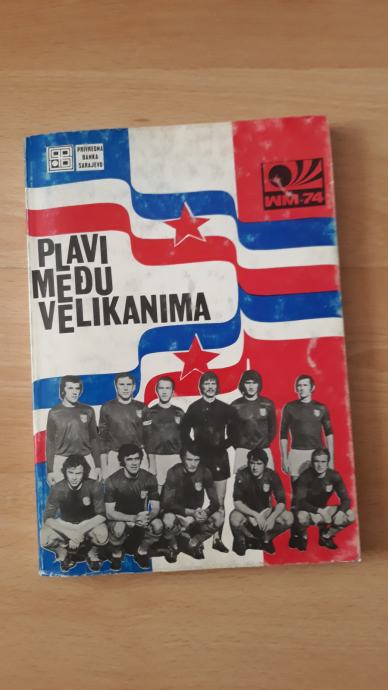 PRIVREDNA
BANKA
SARAJEVO
WM-74
PLAVI
MEĐU
VELIKANIMA